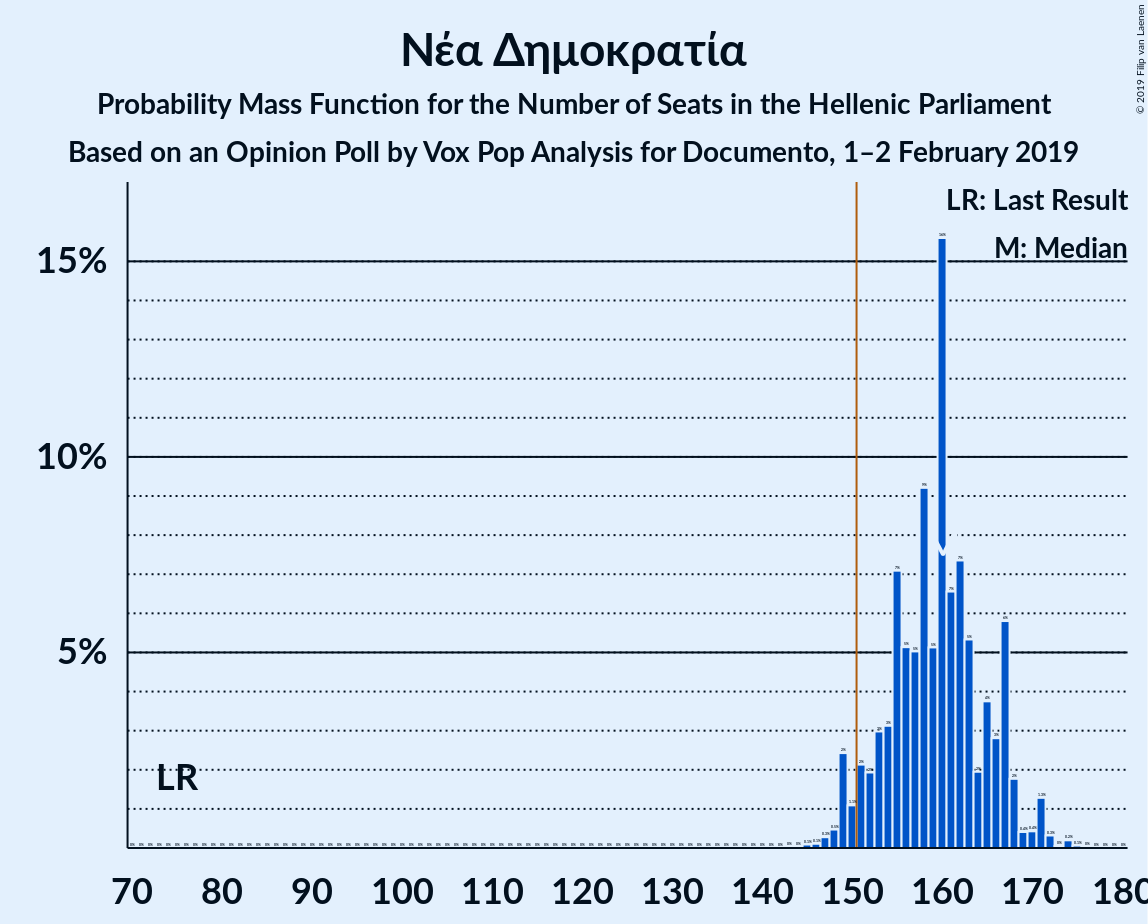 Νέα Δημοκρατία
Probability Mass Function for the Number of Seats in the Hellenic Parliament
Based on an Opinion Poll by Vox Pop Analysis for Documento, 1–2 February 2019
© 2019 Filip van Laenen
LR: Last Result
M: Median
15%
10%
5%
LR
70 80 90 100 110 120 130 140 150 160 170 180